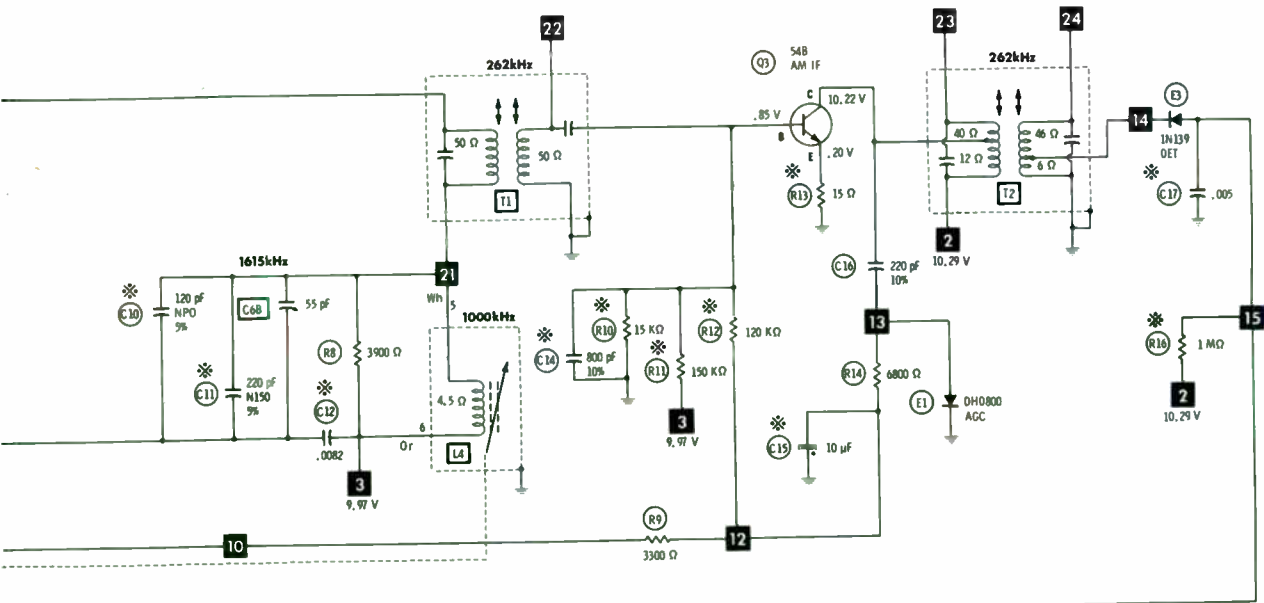 22
262kHz
50 Ω
50 Ω
T1
Q3
54B
AM IF
C
10.22 V
.85 V
B
E
.20 V
※
R13
15 Ω
23
24
262kHz
40 Ω
46 Ω
12 Ω
6 Ω
T2
2
10.29 V
14
E3
1N139
DET
※
C17
.005
1615kHz
※
C10
120 pF
NPO
5%
C6B
55 pF
※
C11
220 pF
N150
5%
R8
3900 Ω
※
C12
.0082
3
9.97 V
21
Wh
5
1000kHz
4.5 Ω
6
Or
L4
※
C14
800 pF
10%
※
R10
15 KΩ
※
R11
150 KΩ
3
9.97 V
※
R12
120 KΩ
C16
220 pF
10%
13
R14
6800 Ω
E1
DHD800
AGC
※
C15
10 µF
※
R16
1 MΩ
2
10.29 V
15
10
R9
3300 Ω
12